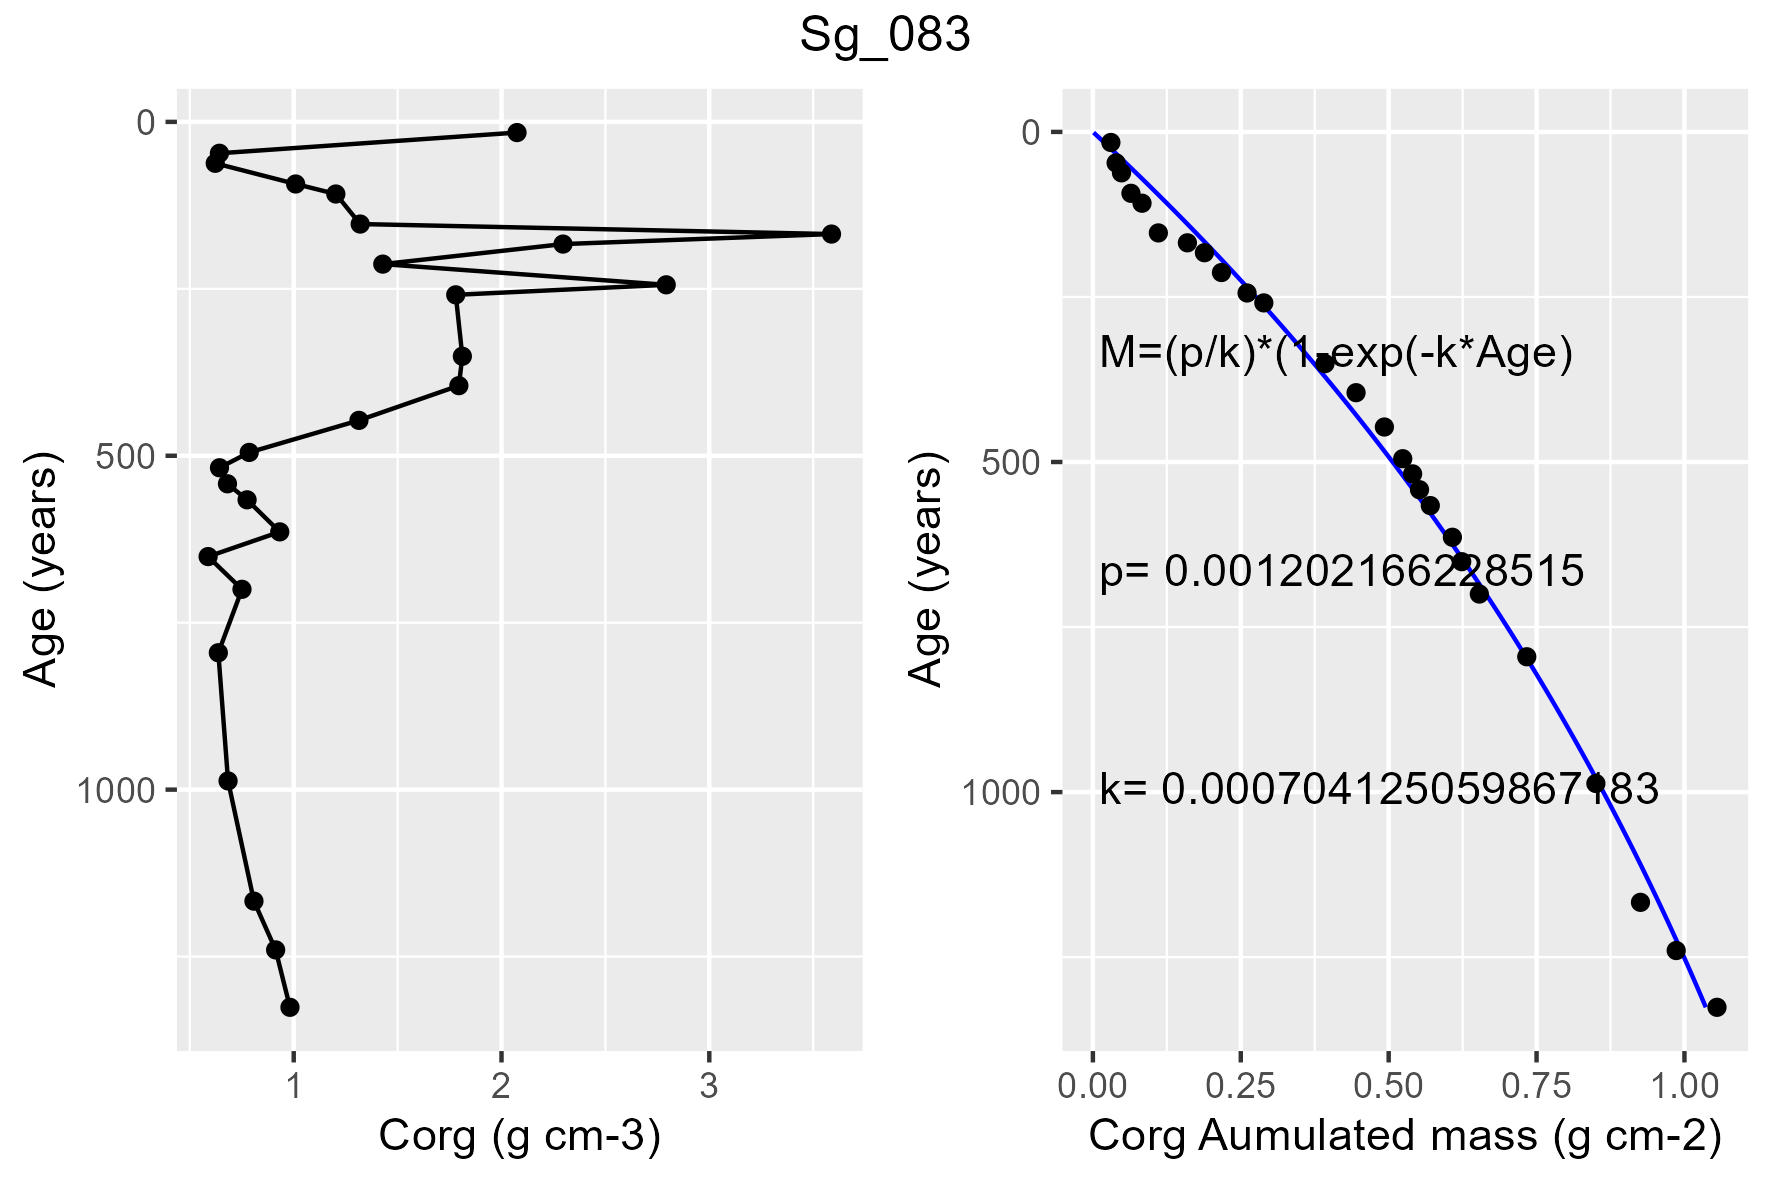 Sg_083
0
500
1000
Age (years)
1
2
3
Corg (g cm-3)
0
500
1000
Age (years)
M=(p/k)*(1-exp(-k*Age)
p= 0.001202166228515
k= 0.000704125059867183
0.00
0.25
0.50
0.75
1.00
Corg Aumulated mass (g cm-2)